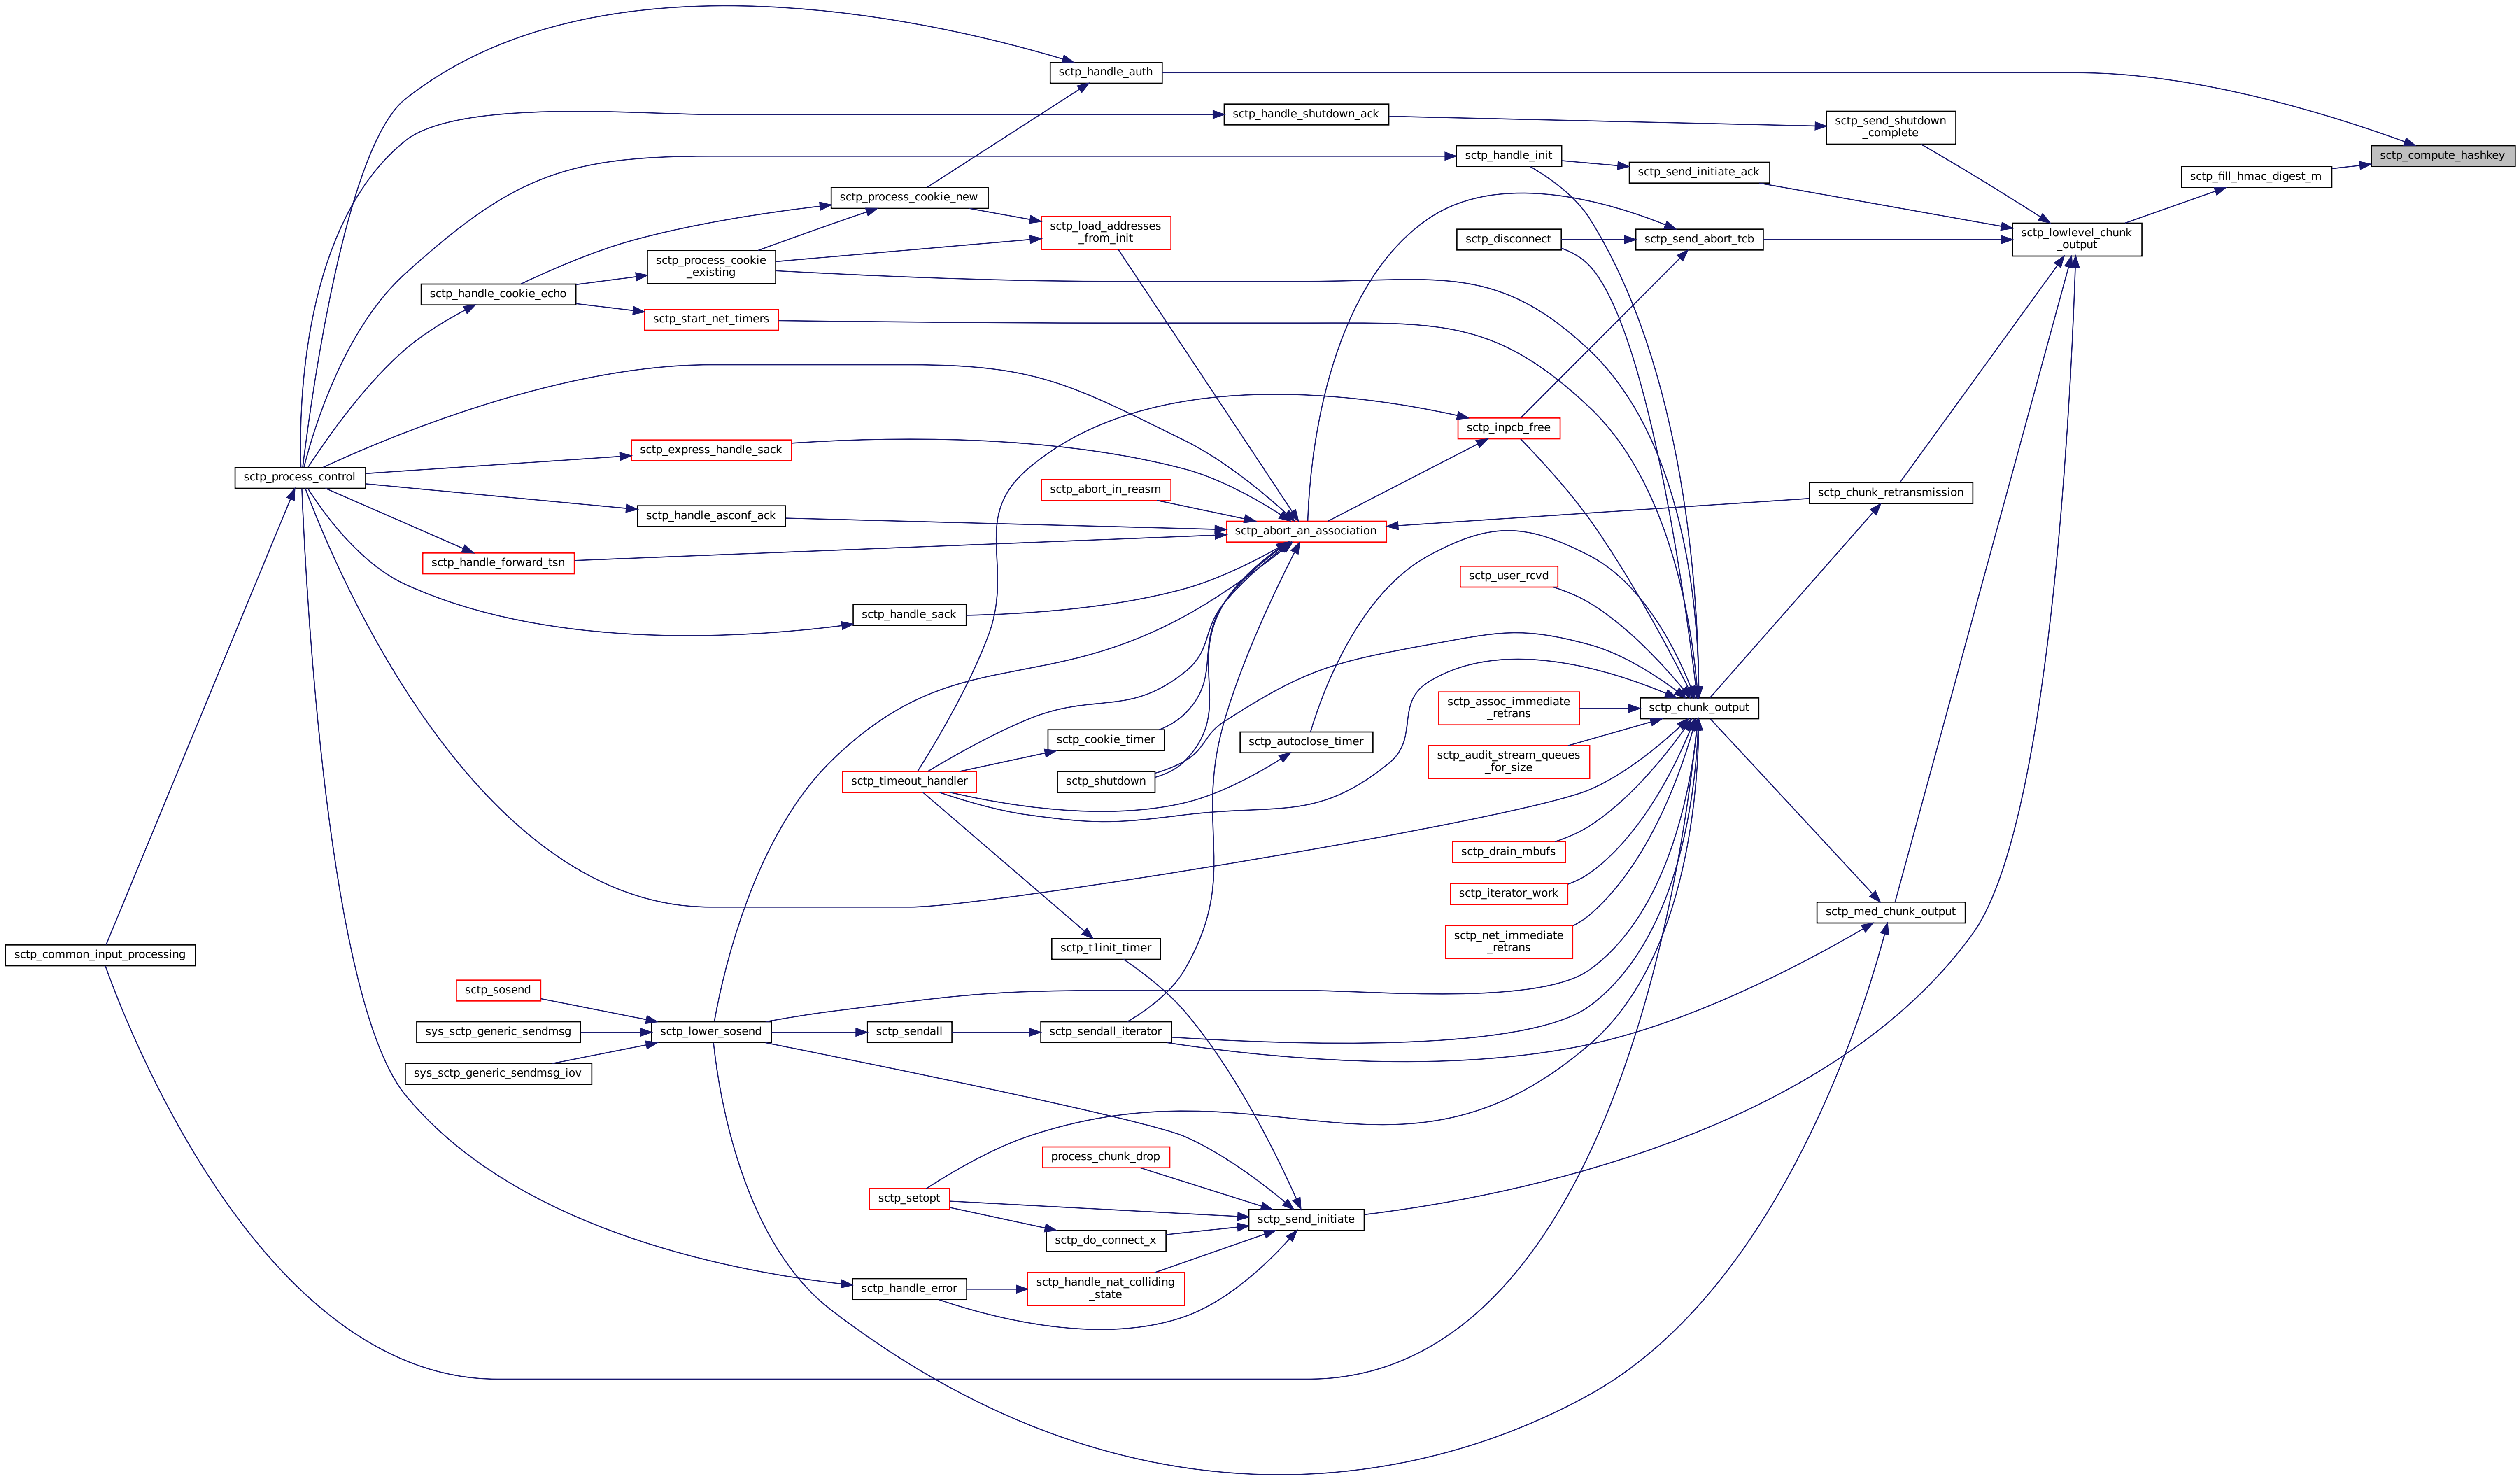 sctp_handle_auth
sctp_handle_shutdown_ack
sctp_send_shutdown
_complete
sctp_compute_hashkey
sctp_handle_init
sctp_send_initiate_ack
sctp_fill_hmac_digest_m
sctp_process_cookie_new
sctp_load_addresses
_from_init
sctp_disconnect
sctp_send_abort_tcb
sctp_lowlevel_chunk
_output
sctp_process_cookie
_existing
sctp_handle_cookie_echo
sctp_start_net_timers
sctp_inpcb_free
sctp_express_handle_sack
sctp_process_control
sctp_abort_in_reasm
sctp_chunk_retransmission
sctp_handle_asconf_ack
sctp_abort_an_association
sctp_handle_forward_tsn
sctp_user_rcvd
sctp_handle_sack
sctp_assoc_immediate
_retrans
sctp_chunk_output
sctp_cookie_timer
sctp_autoclose_timer
sctp_audit_stream_queues
_for_size
sctp_timeout_handler
sctp_shutdown
sctp_drain_mbufs
sctp_iterator_work
sctp_med_chunk_output
sctp_net_immediate
_retrans
sctp_t1init_timer
sctp_common_input_processing
sctp_sosend
sys_sctp_generic_sendmsg
sctp_lower_sosend
sctp_sendall
sctp_sendall_iterator
sys_sctp_generic_sendmsg_iov
process_chunk_drop
sctp_setopt
sctp_send_initiate
sctp_do_connect_x
sctp_handle_error
sctp_handle_nat_colliding
_state